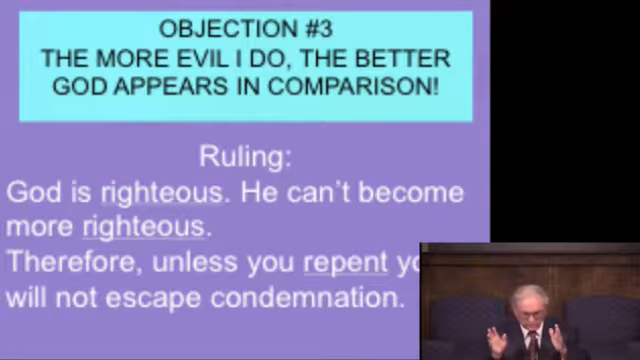 OBJECTION #3
THE MORE EVIL I DO, THE BETTER
GOD APPEARS IN COMPARISON!
Ruling:
God is righteous. He can't become
more righteous.
Therefore, unless you repent
will not escape condemnation.